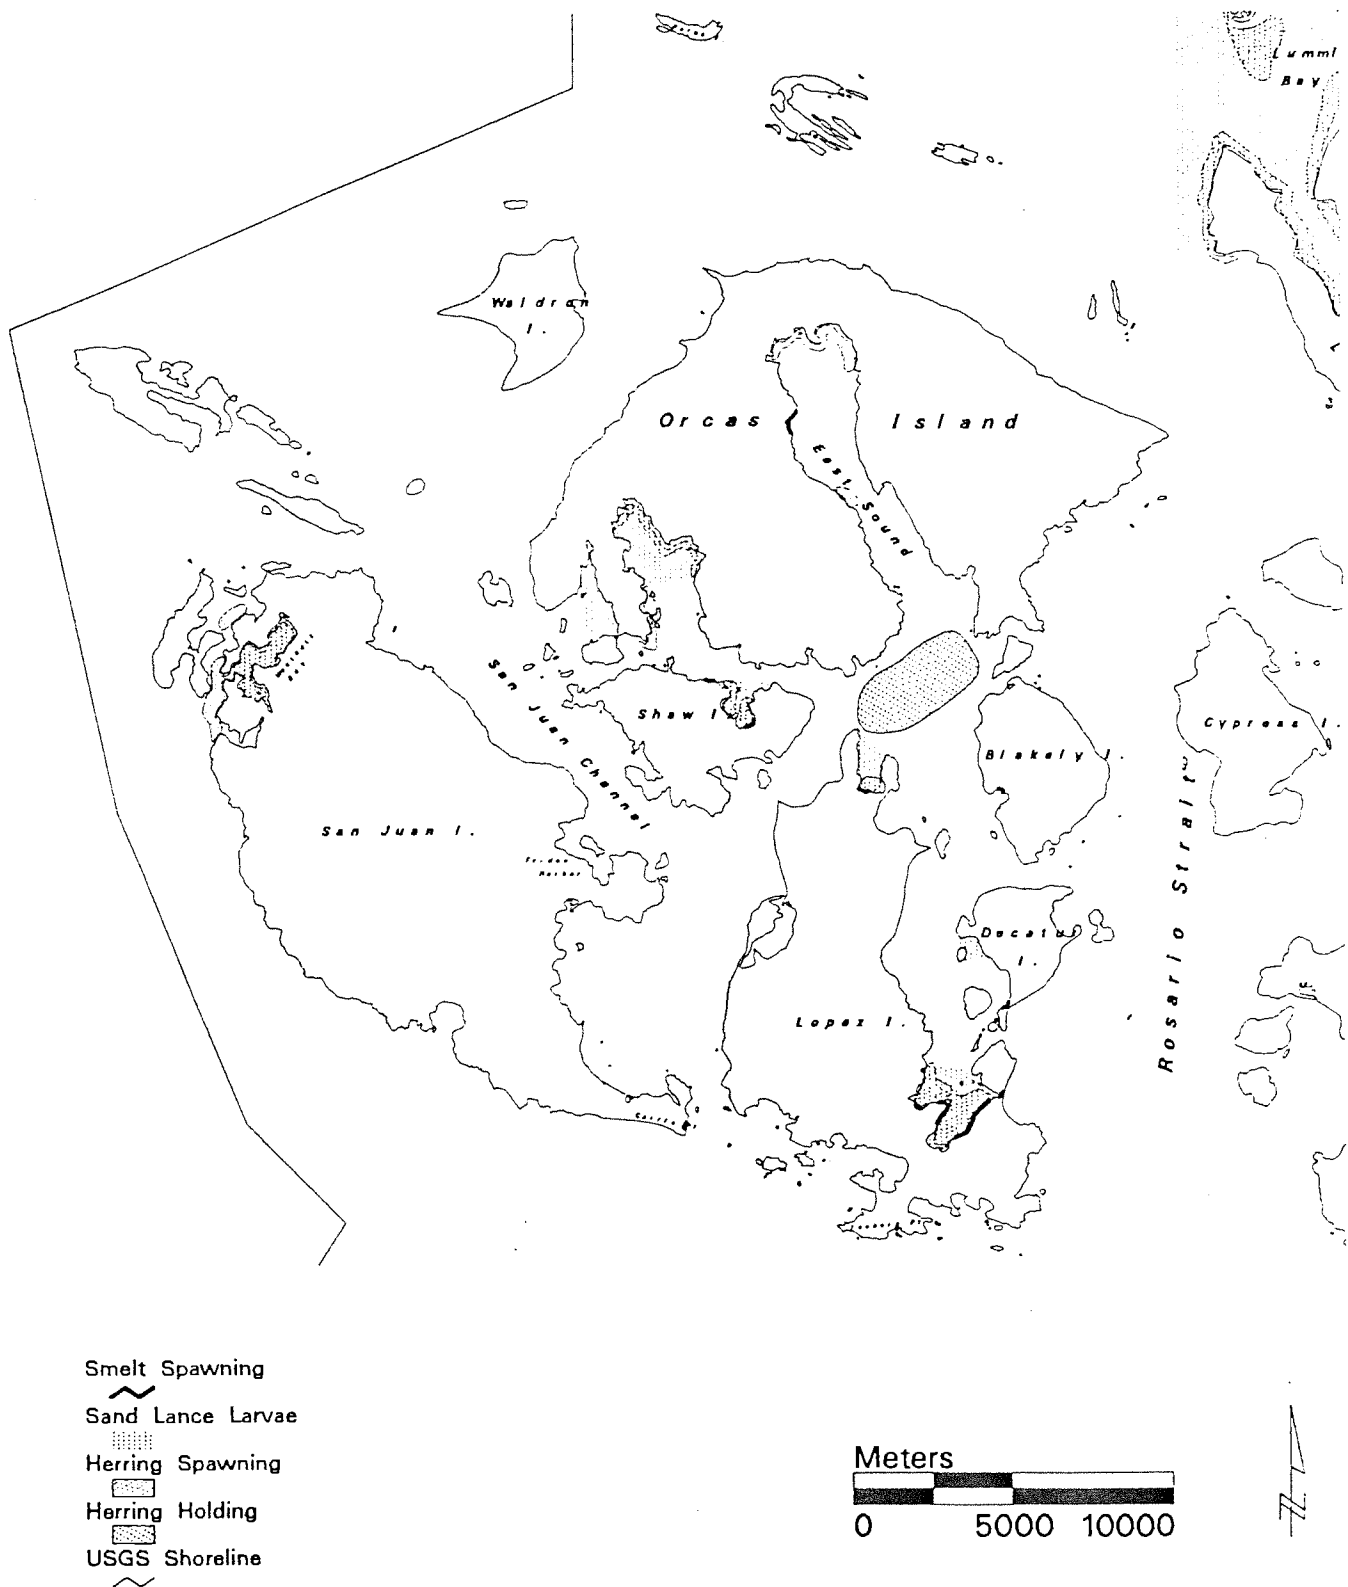 Lummi
Bay
Waldron
I.
Orcas Island
East Sound
San Juan Channel
Shaw I.
Cypress I.
Blakely I.
Rosario Strait
San Juan I.
Harbor
Decatur
I.
Lopez I.
Smelt Spawning
Sand Lance Larvae
Herring Spawning
Herring Holding
USGS Shoreline
Meters
0 5000 10000
N